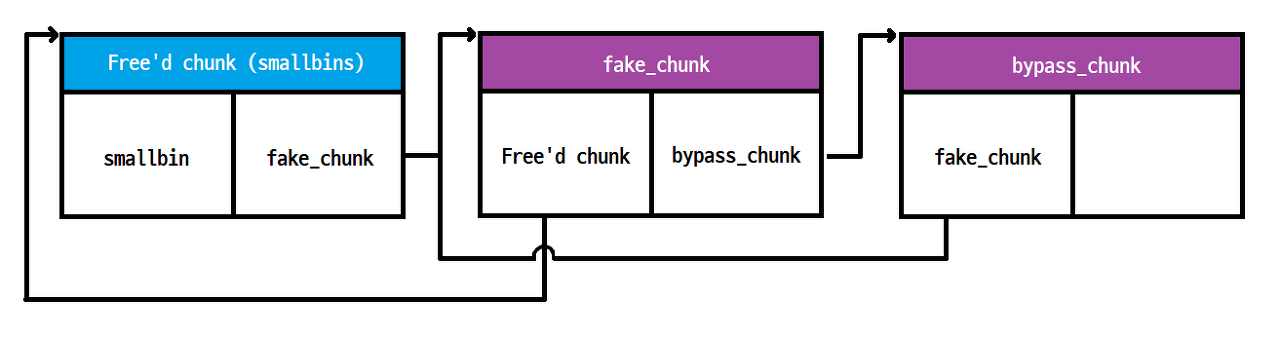 Free'd chunk (smallbins)
fake_chunk
bypass_chunk
smallbin
fake_chunk
Free'd chunk
bypass_chunk
fake_chunk